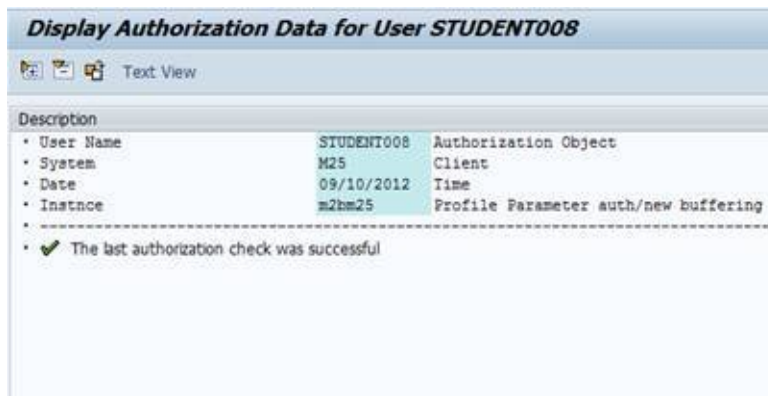 Display Authorization Data for User STUDENT008
Text View
Description
User Name STUDENT008 Authorization Object
System M25 Client
Date 09/10/2012 Time
Instnce m2bm25 Profile Parameter auth/new buffering
The last authorization check was successful